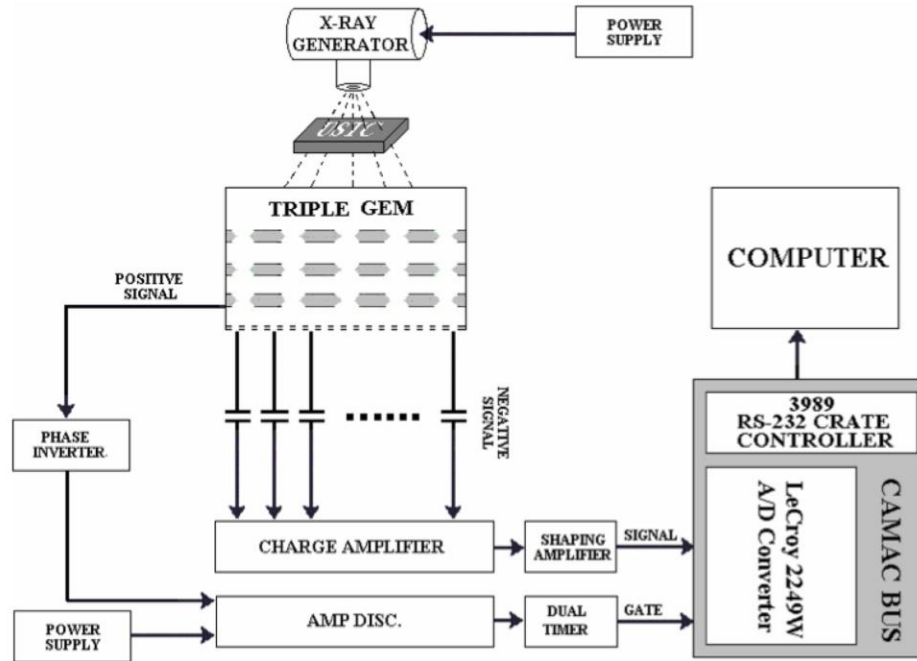 X-RAY
GENERATOR
POWER
SUPPLY
USTC
TRIPLE GEM
POSITIVE
SIGNAL
COMPUTER
NEGATIVE
SIGNAL
PHASE
INVERTER
3989
RS-232 CRATE
CONTROLLER
LeCroy 2249W
A/D Converter
CAMAC BUS
CHARGE AMPLIFIER
SHAPING
AMPLIFIER
SIGNAL
AMP DISC.
DUAL
TIMER
GATE
POWER
SUPPLY